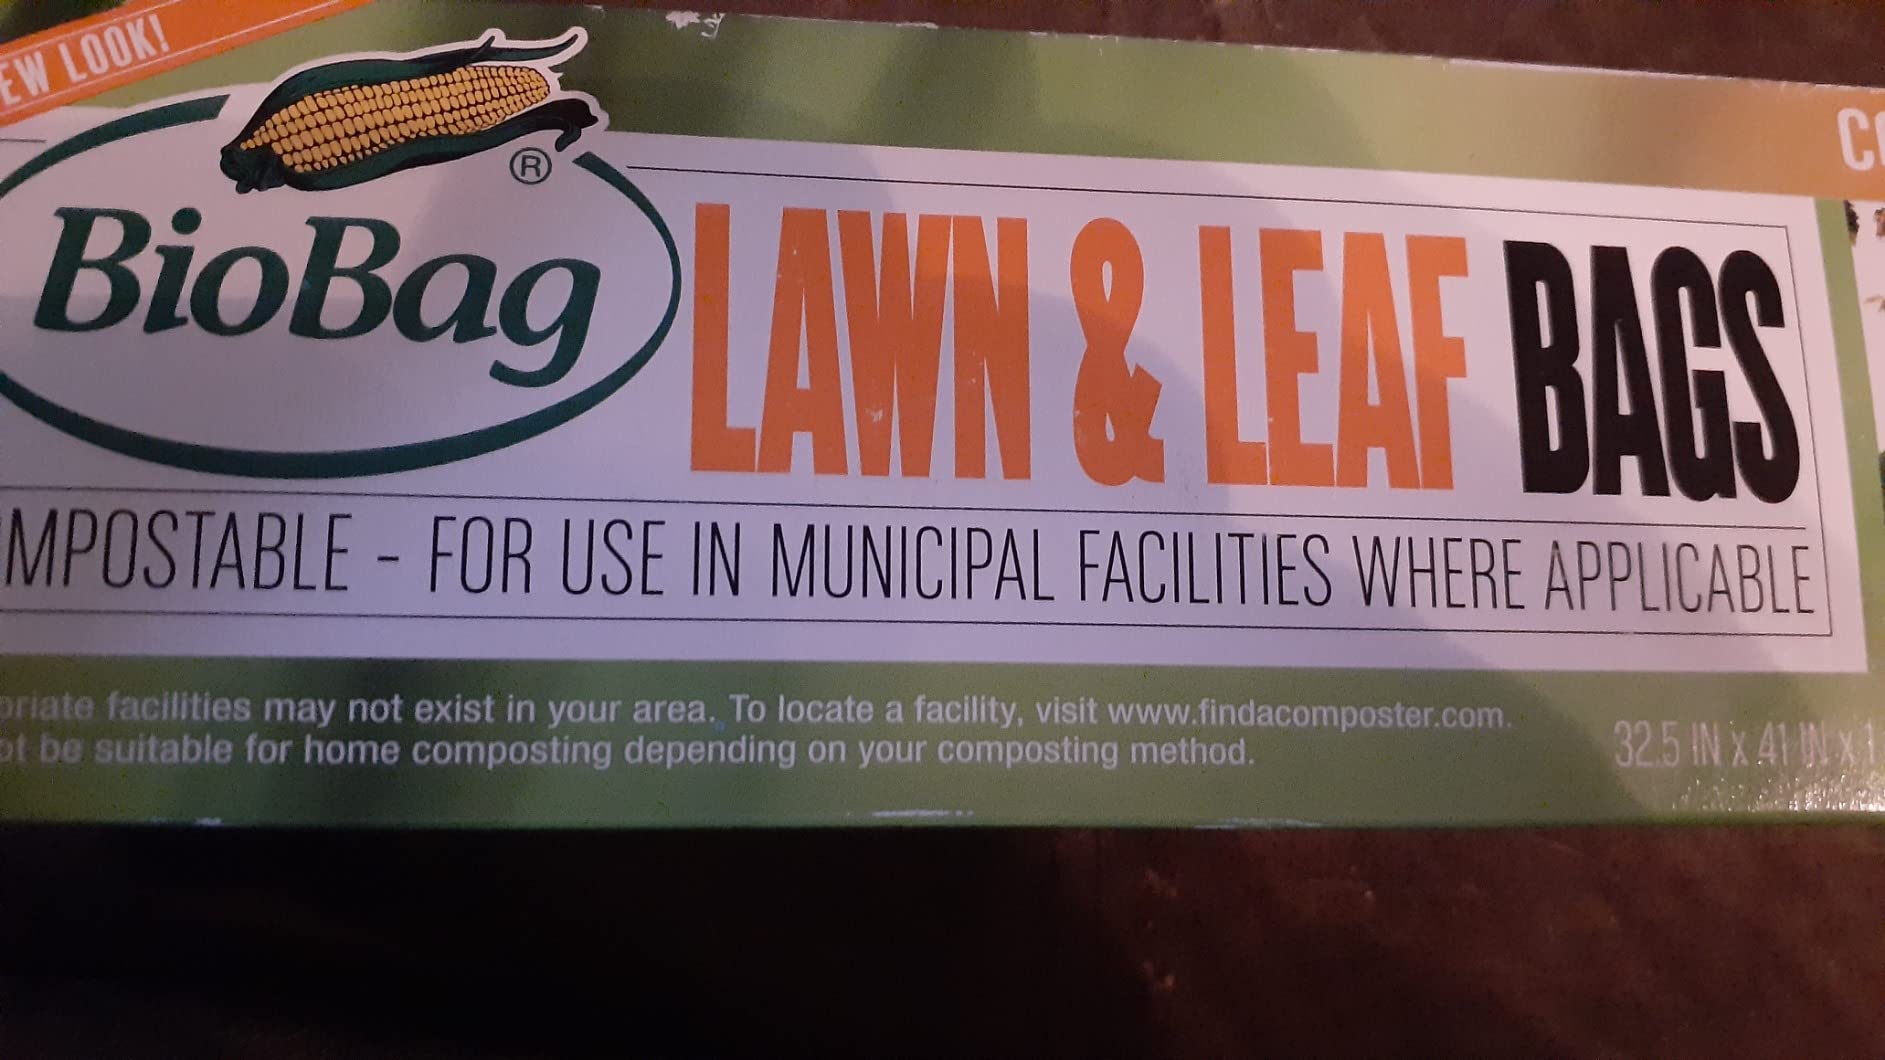 EW LOOK!
BioBag®
LAWN & LEAF BAGS
MPOSTABLE - FOR USE IN MUNICIPAL FACILITIES WHERE APPLICABLE
priate facilities may not exist in your area. To locate a facility, visit www.findacomposter.com.
ot be suitable for home composting depending on your composting method.
32.5 IN x 41 IN x 1